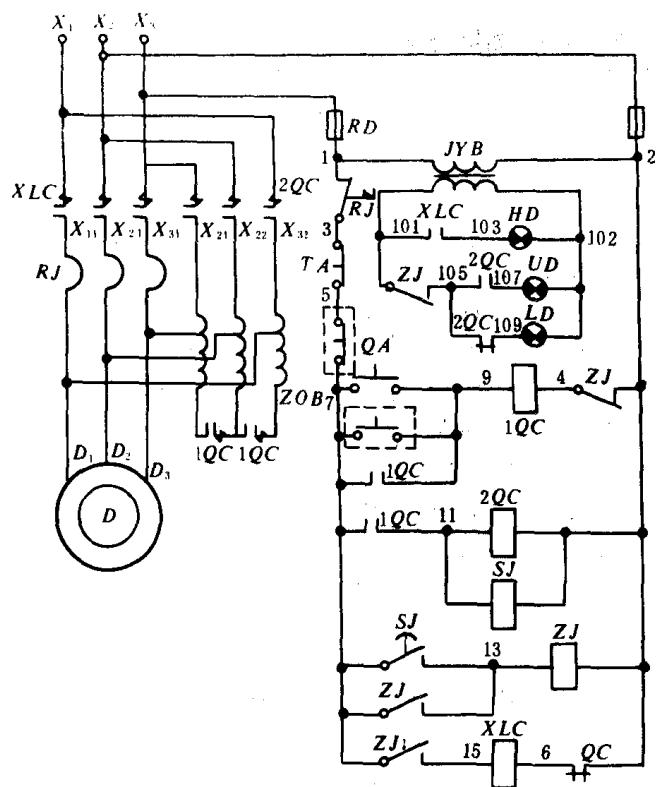 X₁ X₂ X₃
RD
1 JYB 2
XLC 2QC RJ
X₁₁ X₂₁ X₃₁ X₂₁ X₂₂ X₃₂
101 XLC 103 HD 102
3
RJ TA ZJ 105 2QC 107 UD
5 2QC 109 LD
QA
ZOB 7 9 4 ZJ
1QC
D₁ D₂ D₃ 1QC 1QC
1QC
D
1QC 11 2QC
SJ
SJ 13 ZJ
ZJ
XLC
ZJ₁ 15 6 QC